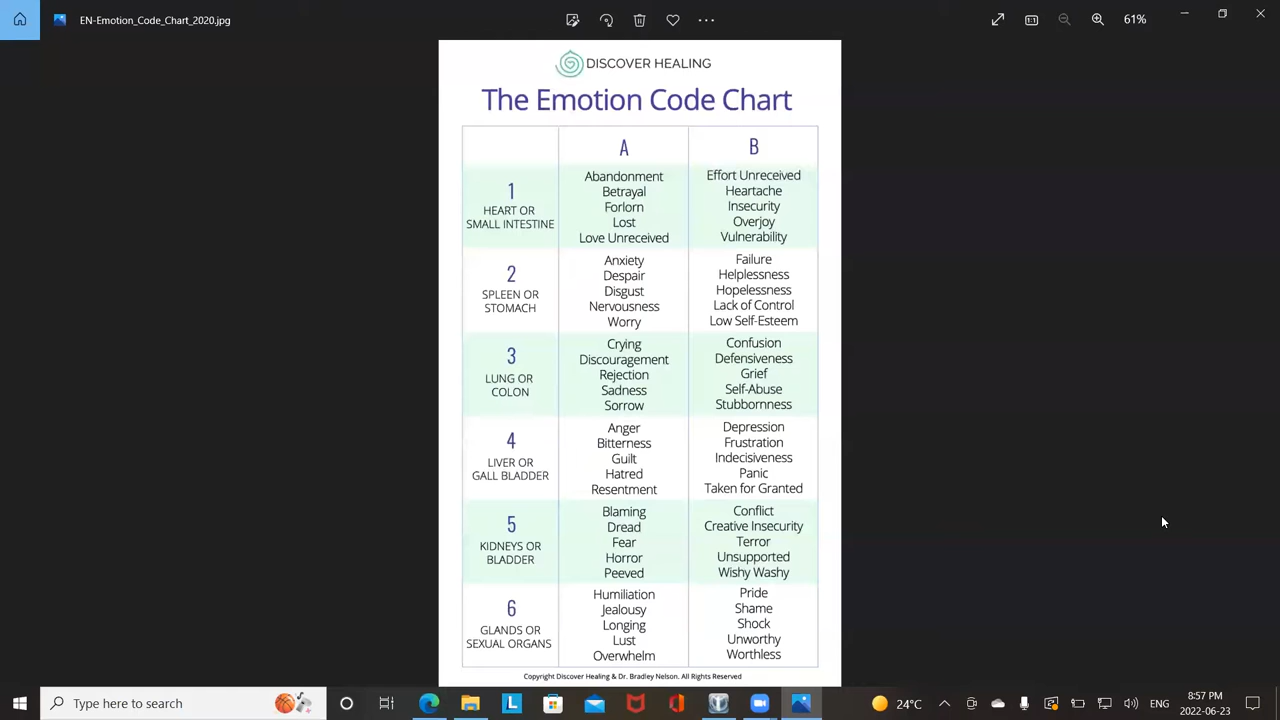 EN-Emotion_Code_Chart_2020.jpg
61%
DISCOVER HEALING
The Emotion Code Chart
A
B
1
HEART OR
SMALL INTESTINE
Abandonment
Betrayal
Forlorn
Lost
Love Unreceived
Effort Unreceived
Heartache
Insecurity
Overjoy
Vulnerability
2
SPLEEN OR
STOMACH
Anxiety
Despair
Disgust
Nervousness
Worry
Failure
Helplessness
Hopelessness
Lack of Control
Low Self-Esteem
3
LUNG OR
COLON
Crying
Discouragement
Rejection
Sadness
Sorrow
Confusion
Defensiveness
Grief
Self-Abuse
Stubbornness
4
LIVER OR
GALL BLADDER
Anger
Bitterness
Guilt
Hatred
Resentment
Depression
Frustration
Indecisiveness
Panic
Taken for Granted
5
KIDNEYS OR
BLADDER
Blaming
Dread
Fear
Horror
Peeved
Conflict
Creative Insecurity
Terror
Unsupported
Wishy Washy
6
GLANDS OR
SEXUAL ORGANS
Humiliation
Jealousy
Longing
Lust
Overwhelm
Pride
Shame
Shock
Unworthy
Worthless
Copyright Discover Healing & Dr. Bradley Nelson. All Rights Reserved
Type here to search
L
24°C
ENG
8:57 PM
2022-06-23